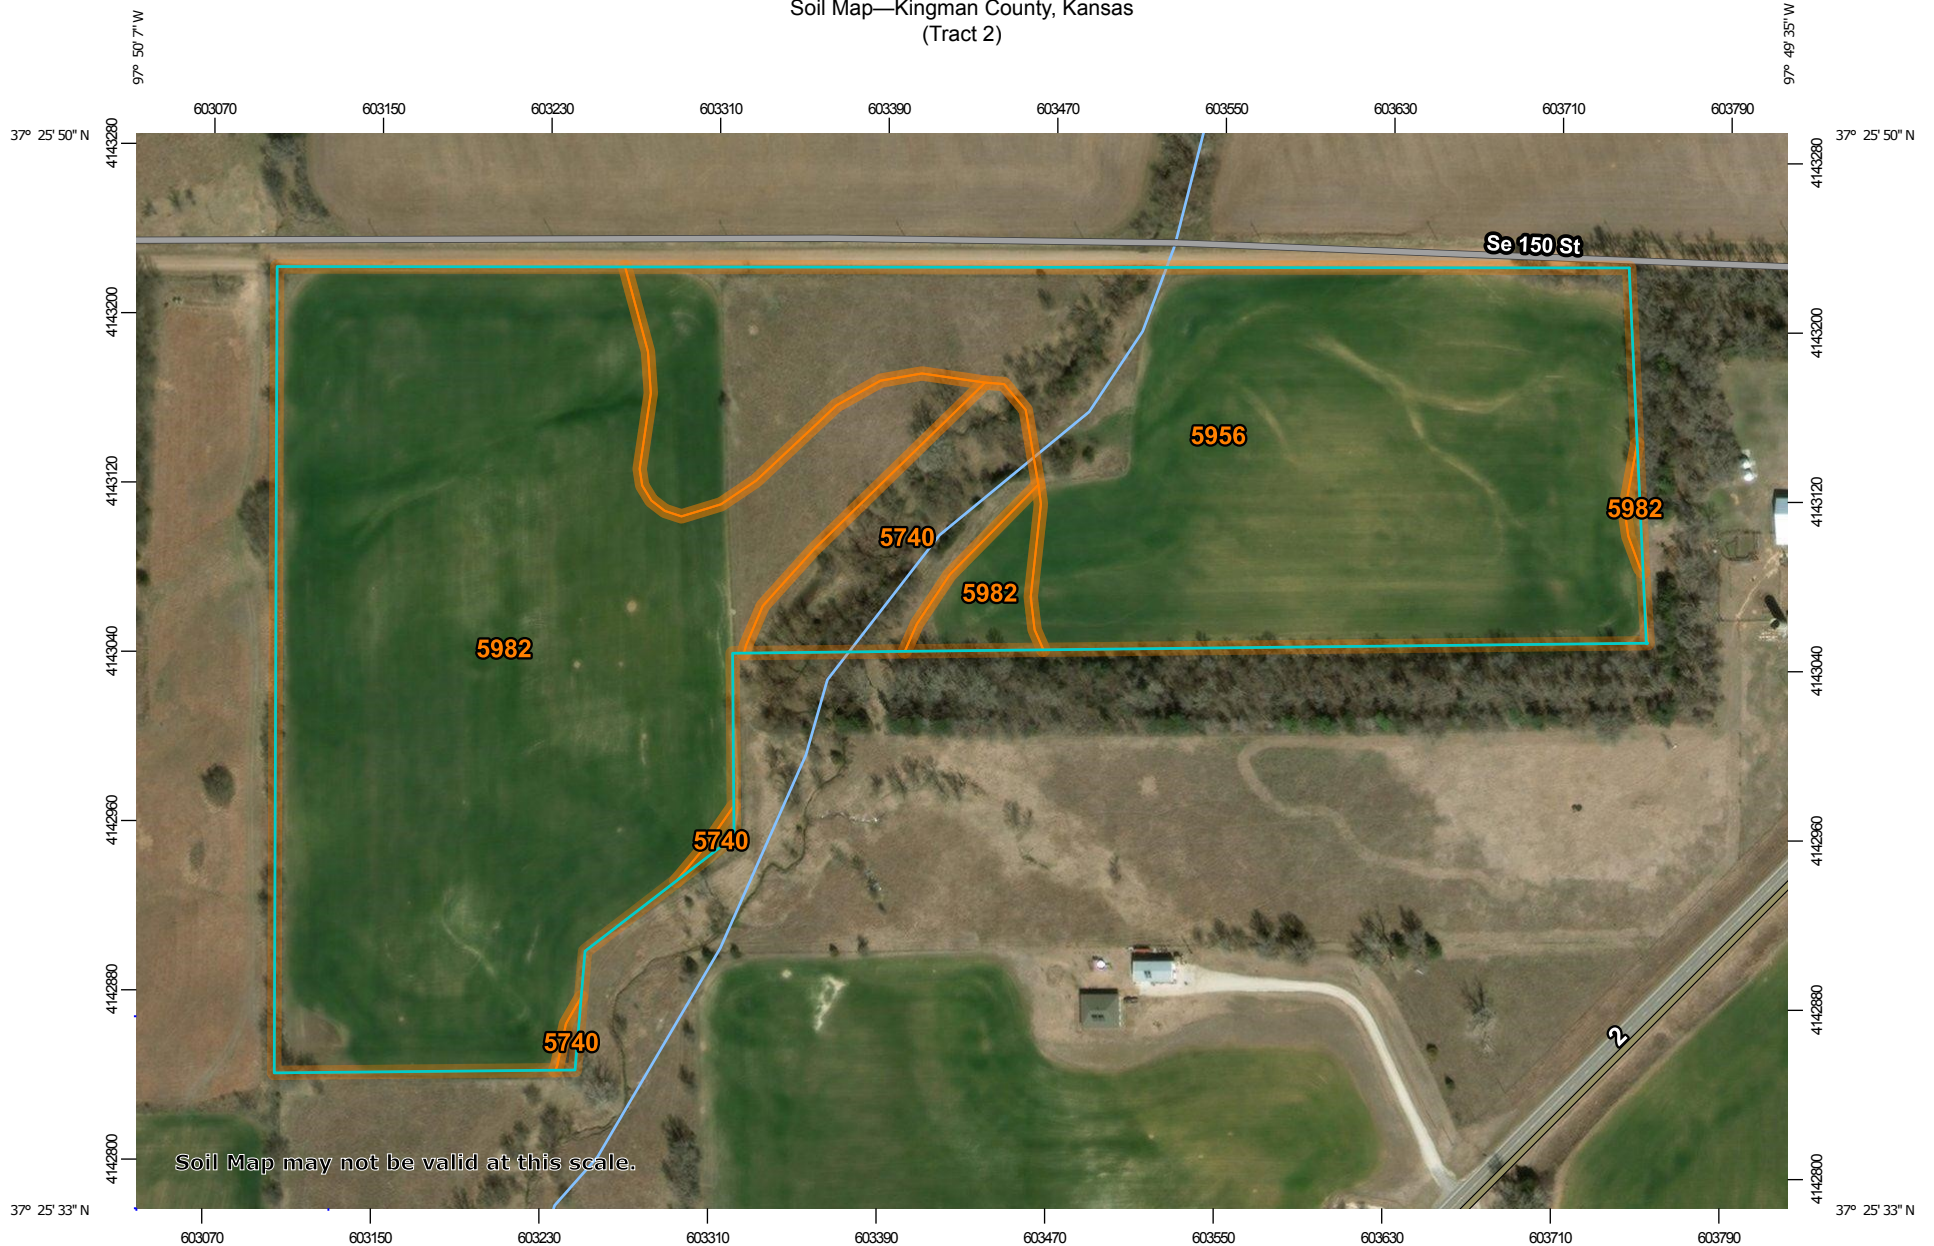 Soil Map—Kingman County, Kansas
(Tract 2)
97° 50' 7'' W
97° 49' 35'' W
603070 603150 603230 603310 603390 603470 603550 603630 603710 603790
37° 25' 50'' N
37° 25' 50'' N
4143280
4143280
Se 150 St
4143200
4143200
5956
4143120
4143120
5982
5740
5982
5982
4143040
4143040
5740
4142960
4142960
4142880
4142880
5740
2
4142800
4142800
Soil Map may not be valid at this scale.
37° 25' 33'' N
37° 25' 33'' N
603070 603150 603230 603310 603390 603470 603550 603630 603710 603790